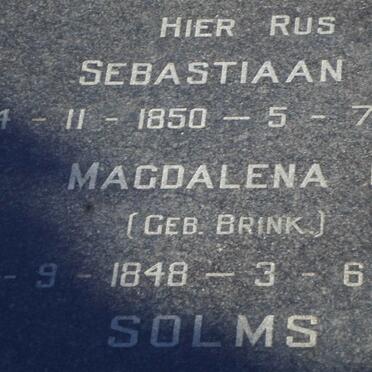 HIER RUS
SEBASTIAAN
4 - 11 - 1850 — 5 - 7
MAGDALENA
(GEB. BRINK.)
- 9 - 1848 — 3 - 6
SOLMS